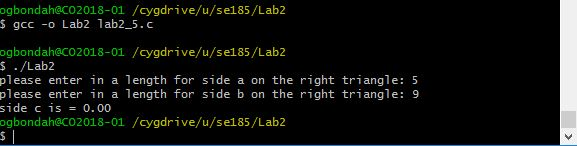 ogbondah@CO2018-01 /cygdrive/u/se185/Lab2
$ gcc -o Lab2 lab2_5.c

ogbondah@CO2018-01 /cygdrive/u/se185/Lab2
$ ./Lab2
please enter in a length for side a on the right triangle: 5
please enter in a length for side b on the right triangle: 9
side c is = 0.00
ogbondah@CO2018-01 /cygdrive/u/se185/Lab2
$